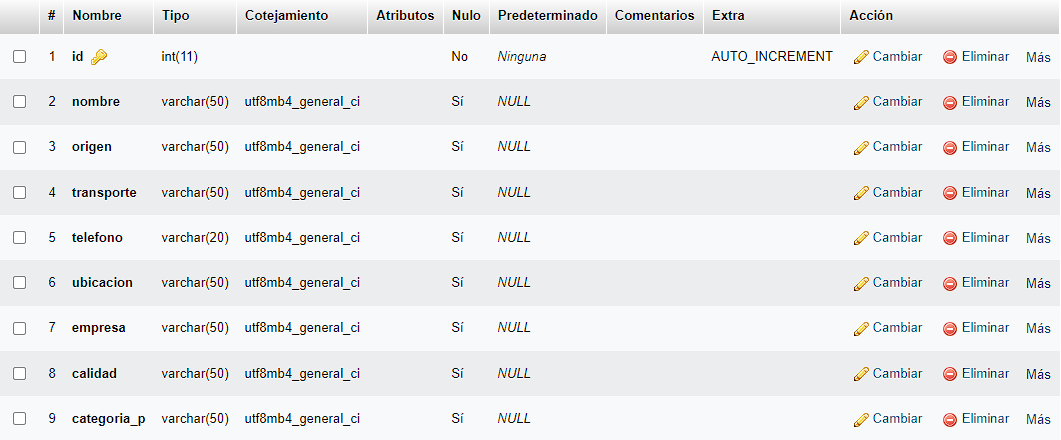 # Nombre Tipo Cotejamiento Atributos Nulo Predeterminado Comentarios Extra Acción
1 id int(11) No Ninguna AUTO_INCREMENT Cambiar Eliminar Más
2 nombre varchar(50) utf8mb4_general_ci Sí NULL Cambiar Eliminar Más
3 origen varchar(50) utf8mb4_general_ci Sí NULL Cambiar Eliminar Más
4 transporte varchar(50) utf8mb4_general_ci Sí NULL Cambiar Eliminar Más
5 telefono varchar(20) utf8mb4_general_ci Sí NULL Cambiar Eliminar Más
6 ubicacion varchar(50) utf8mb4_general_ci Sí NULL Cambiar Eliminar Más
7 empresa varchar(50) utf8mb4_general_ci Sí NULL Cambiar Eliminar Más
8 calidad varchar(50) utf8mb4_general_ci Sí NULL Cambiar Eliminar Más
9 categoria_p varchar(50) utf8mb4_general_ci Sí NULL Cambiar Eliminar Más